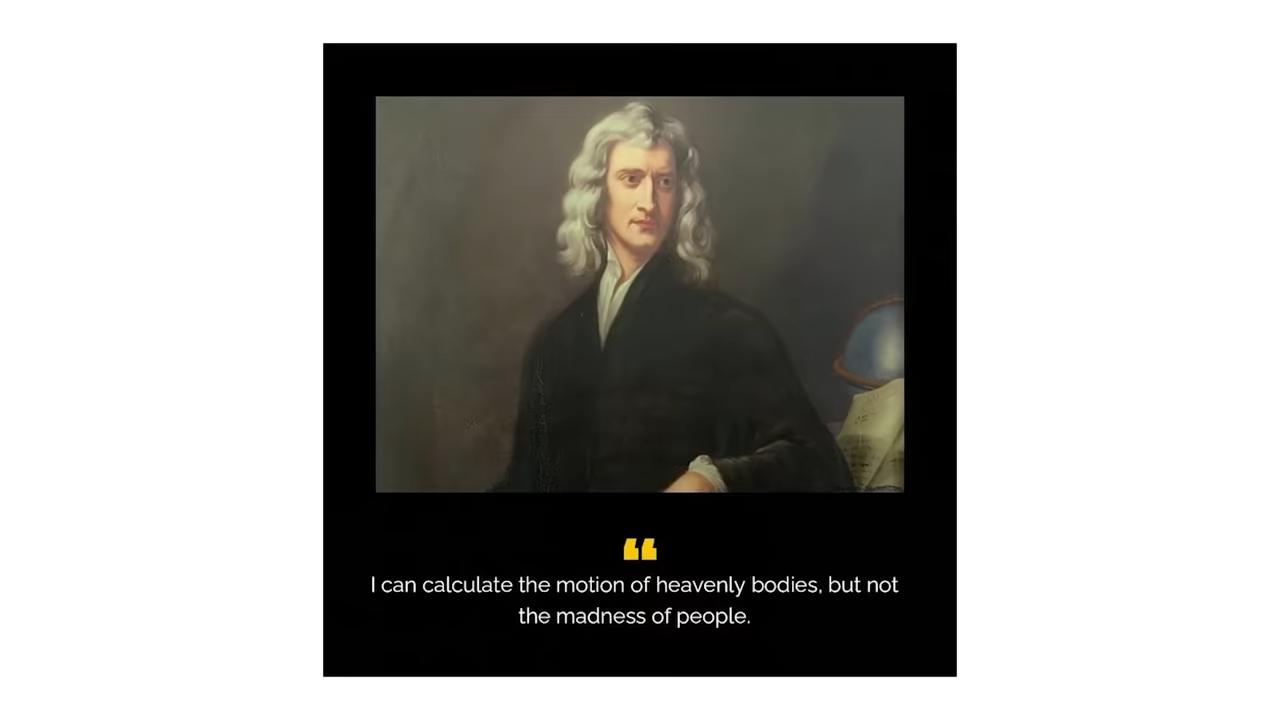 ❝
I can calculate the motion of heavenly bodies, but not
the madness of people.